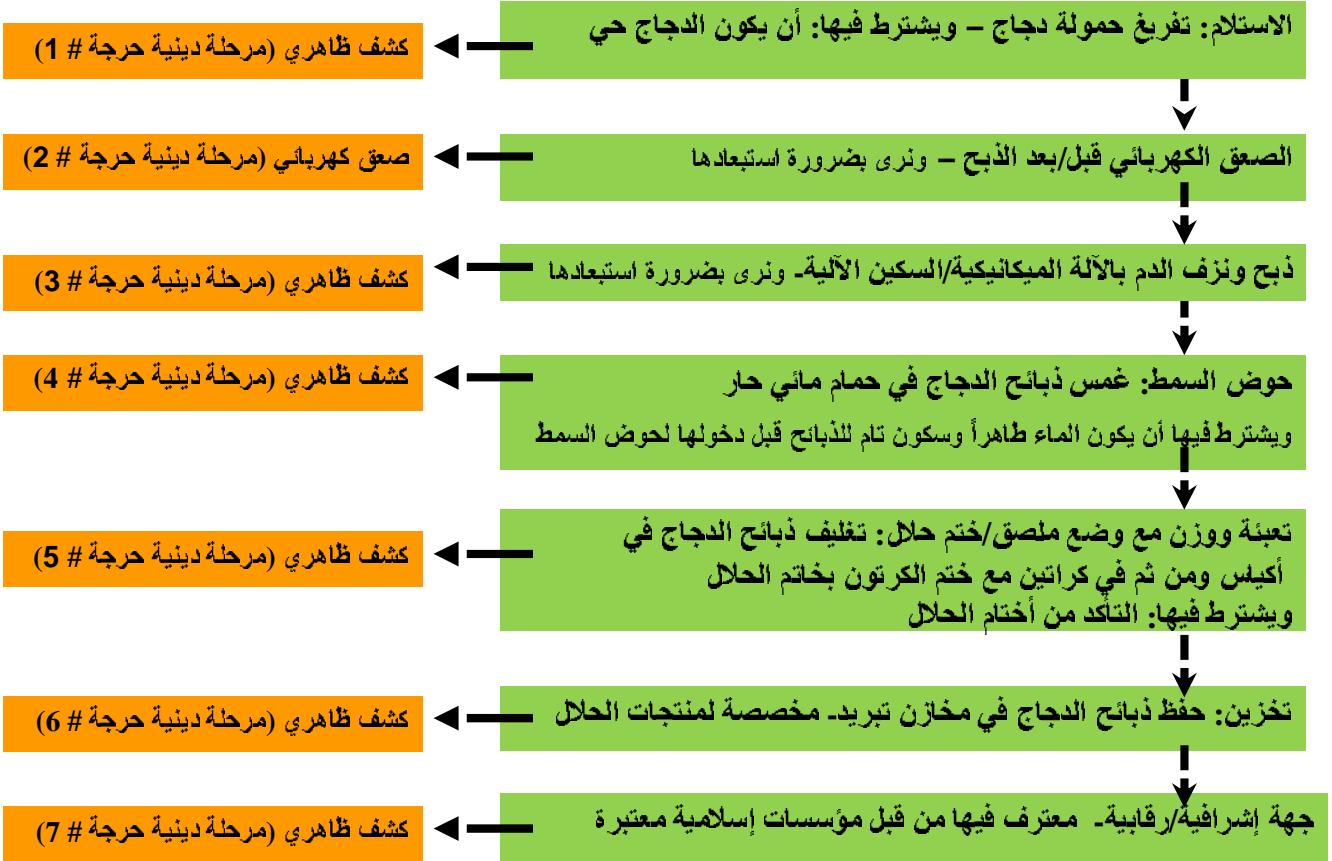 الاستلام: تفريغ حمولة دجاج – ويشترط فيها: أن يكون الدجاج حي
كشف ظاهري (مرحلة دينية حرجة # 1)
الصعق الكهربائي قبل/بعد الذبح – ونرى بضرورة استبعادها
صعق كهربائي (مرحلة دينية حرجة # 2)
ذبح ونزف الدم بالآلة الميكانيكية/السكين الآلية- ونرى بضرورة استبعادها
كشف ظاهري (مرحلة دينية حرجة # 3)
حوض السمط: غمس ذبائح الدجاج في حمام مائي حار
ويشترط فيها أن يكون الماء طاهراً وسكون تام للذبائح قبل دخولها لحوض السمط
كشف ظاهري (مرحلة دينية حرجة # 4)
تعبئة ووزن مع وضع ملصق/ختم حلال: تغليف ذبائح الدجاج في
أكياس ومن ثم في كراتين مع ختم الكرتون بخاتم الحلال
ويشترط فيها: التأكد من أختام الحلال
كشف ظاهري (مرحلة دينية حرجة # 5)
تخزين: حفظ ذبائح الدجاج في مخازن تبريد- مخصصة لمنتجات الحلال
كشف ظاهري (مرحلة دينية حرجة # 6)
جهة إشرافية/رقابية- معترف فيها من قبل مؤسسات إسلامية معتبرة
كشف ظاهري (مرحلة دينية حرجة # 7)